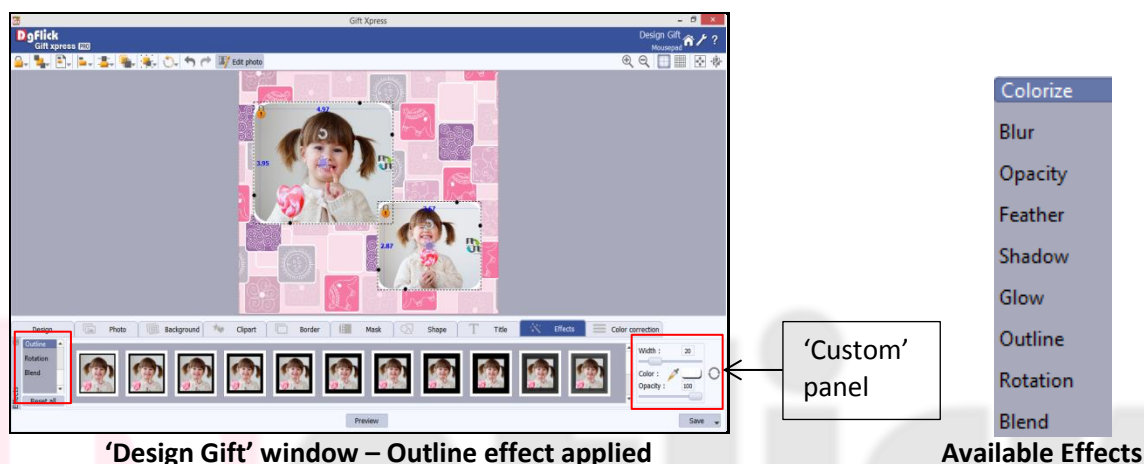 Gift Xpress
DgFlick
Gift xpress PRO
Design Gift
Mousepad
?
Edit photo
4.92
3.95
2.67
2.87
Design
Photo
Background
Clipart
Border
Mask
Shape
T Title
Effects
Color correction
Outline
Rotation
Blend
Reset all
Effects
Width : 20
Color :
Opacity : 100
Preview
Save
'Custom'
panel
Colorize
Blur
Opacity
Feather
Shadow
Glow
Outline
Rotation
Blend
'Design Gift' window – Outline effect applied
Available Effects